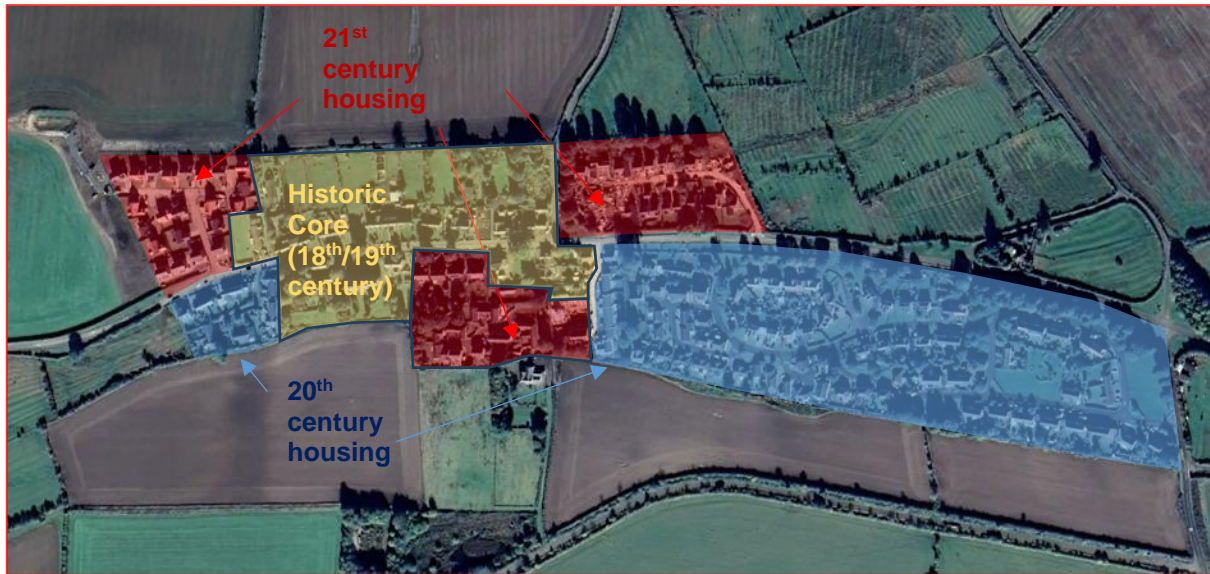 21st
century
housing
Historic
Core
(18th/19th
century)
20th
century
housing